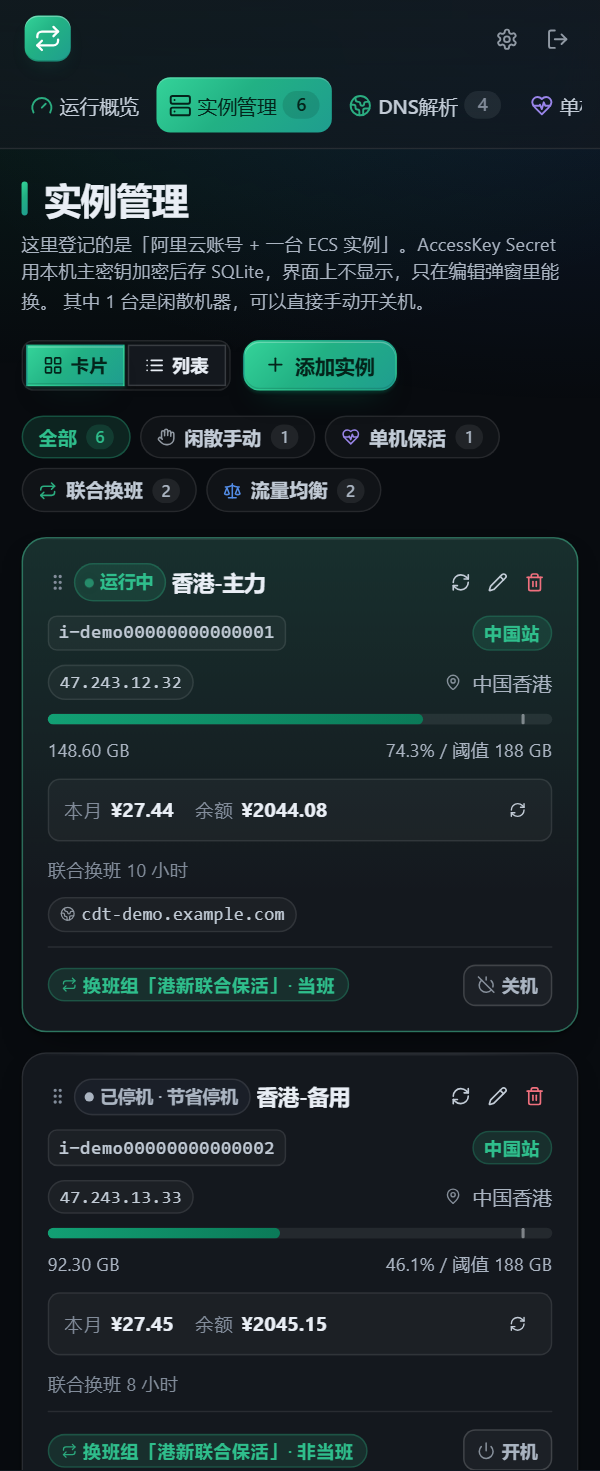 运行概览 实例管理 6 DNS解析 4
实例管理
这里登记的是「阿里云账号 + 一台 ECS 实例」。AccessKey Secret
用本机主密钥加密后存 SQLite，界面上不显示，只在编辑弹窗里能
换。 其中 1 台是闲散机器，可以直接手动开关机。
卡片 列表 + 添加实例
全部 6 闲散手动 1 单机保活 1
联合换班 2 流量均衡 2
运行中 香港-主力
i-demo00000000000001 中国站
47.243.12.32 中国香港
148.60 GB 74.3% / 阈值 188 GB
本月 ¥27.44 余额 ¥2044.08
联合换班 10 小时
cdt-demo.example.com
换班组「港新联合保活」· 当班 关机
已停机 · 节省停机 香港-备用
i-demo00000000000002 中国站
47.243.13.33 中国香港
92.30 GB 46.1% / 阈值 188 GB
本月 ¥27.45 余额 ¥2045.15
联合换班 8 小时
换班组「港新联合保活」· 非当班 开机